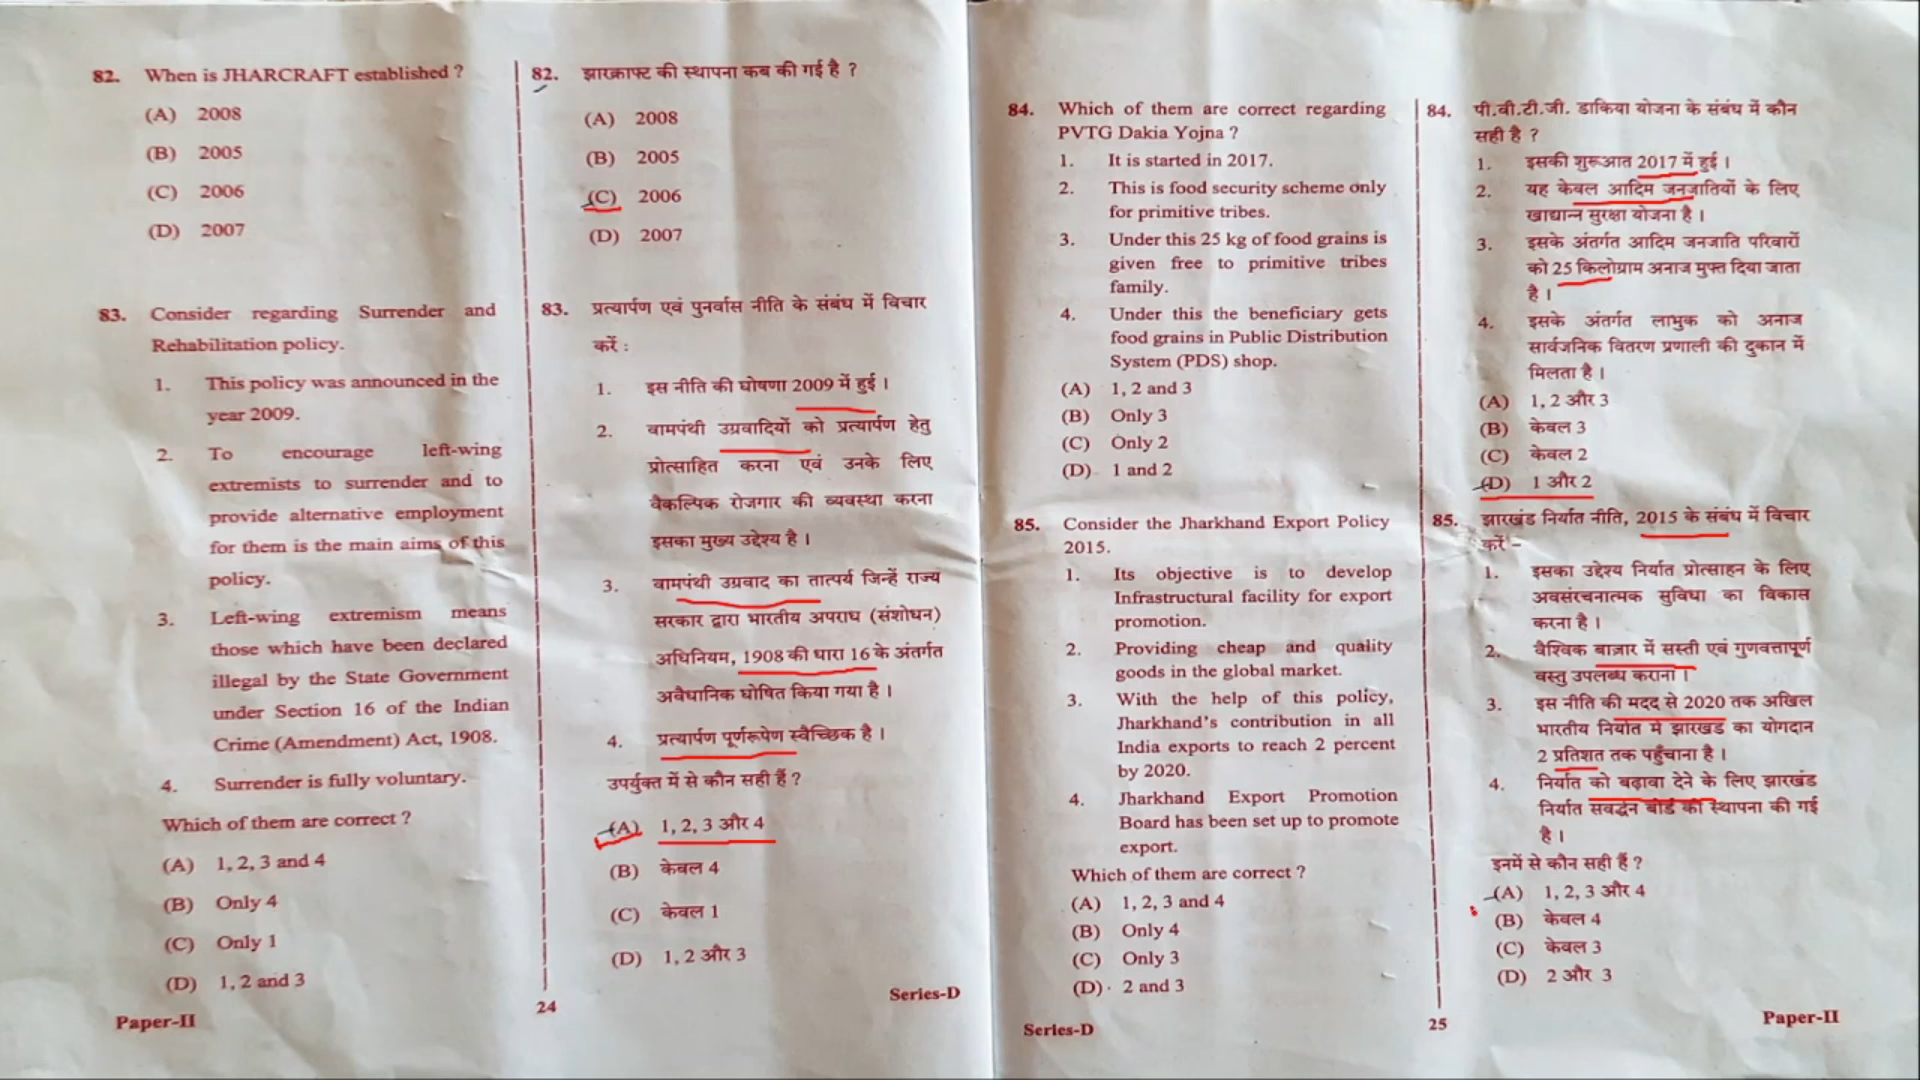 82. When is JHARCRAFT established ?
(A) 2008
(B) 2005
(C) 2006
(D) 2007
83. Consider regarding Surrender and
Rehabilitation policy.
1. This policy was announced in the
year 2009.
2. To encourage left-wing
extremists to surrender and to
provide alternative employment
for them is the main aims of this
policy.
3. Left-wing extremism means
those which have been declared
illegal by the State Government
under Section 16 of the Indian
Crime (Amendment) Act, 1908.
4. Surrender is fully voluntary.
Which of them are correct ?
(A) 1, 2, 3 and 4
(B) Only 4
(C) Only 1
(D) 1, 2 and 3
Paper-II
82. झारक्राफ्ट की स्थापना कब की गई है ?
(A) 2008
(B) 2005
(C) 2006
(D) 2007
83. प्रत्यार्पण एवं पुनर्वास नीति के संबंध में विचार
करें :
1. इस नीति की घोषणा 2009 में हुई ।
2. वामपंथी उग्रवादियों को प्रत्यार्पण हेतु
प्रोत्साहित करना एवं उनके लिए
वैकल्पिक रोजगार की व्यवस्था करना
इसका मुख्य उद्देश्य है ।
3. वामपंथी उग्रवाद का तात्पर्य जिन्हें राज्य
सरकार द्वारा भारतीय अपराध (संशोधन)
अधिनियम, 1908 की धारा 16 के अंतर्गत
अवैधानिक घोषित किया गया है ।
4. प्रत्यार्पण पूर्णरूपेण स्वैच्छिक है ।
उपर्युक्त में से कौन सही हैं ?
(A) 1, 2, 3 और 4
(B) केवल 4
(C) केवल 1
(D) 1, 2 और 3
24
Series-D
84. Which of them are correct regarding
PVTG Dakia Yojna ?
1. It is started in 2017.
2. This is food security scheme only
for primitive tribes.
3. Under this 25 kg of food grains is
given free to primitive tribes
family.
4. Under this the beneficiary gets
food grains in Public Distribution
System (PDS) shop.
(A) 1, 2 and 3
(B) Only 3
(C) Only 2
(D) 1 and 2
85. Consider the Jharkhand Export Policy
2015.
1. Its objective is to develop
Infrastructural facility for export
promotion.
2. Providing cheap and quality
goods in the global market.
3. With the help of this policy,
Jharkhand's contribution in all
India exports to reach 2 percent
by 2020.
4. Jharkhand Export Promotion
Board has been set up to promote
export.
Which of them are correct ?
(A) 1, 2, 3 and 4
(B) Only 4
(C) Only 3
(D) 2 and 3
Series-D
84. पी.वी.टी.जी. डाकिया योजना के संबंध में कौन
सही है ?
1. इसकी शुरूआत 2017 में हुई ।
2. यह केवल आदिम जनजातियों के लिए
खाद्यान्न सुरक्षा योजना है ।
3. इसके अंतर्गत आदिम जनजाति परिवारों
को 25 किलोग्राम अनाज मुफ्त दिया जाता
है ।
4. इसके अंतर्गत लाभुक को अनाज
सार्वजनिक वितरण प्रणाली की दुकान में
मिलता है ।
(A) 1, 2 और 3
(B) केवल 3
(C) केवल 2
(D) 1 और 2
85. झारखंड निर्यात नीति, 2015 के संबंध में विचार
करें –
1. इसका उद्देश्य निर्यात प्रोत्साहन के लिए
अवसंरचनात्मक सुविधा का विकास
करना है ।
2. वैश्विक बाज़ार में सस्ती एवं गुणवत्तापूर्ण
वस्तु उपलब्ध कराना ।
3. इस नीति की मदद से 2020 तक अखिल
भारतीय निर्यात में झारखंड का योगदान
2 प्रतिशत तक पहुँचाना है ।
4. निर्यात को बढ़ावा देने के लिए झारखंड
निर्यात संवर्द्धन बोर्ड की स्थापना की गई
है ।
इनमें से कौन सही हैं ?
(A) 1, 2, 3 और 4
(B) केवल 4
(C) केवल 3
(D) 2 और 3
25
Paper-II